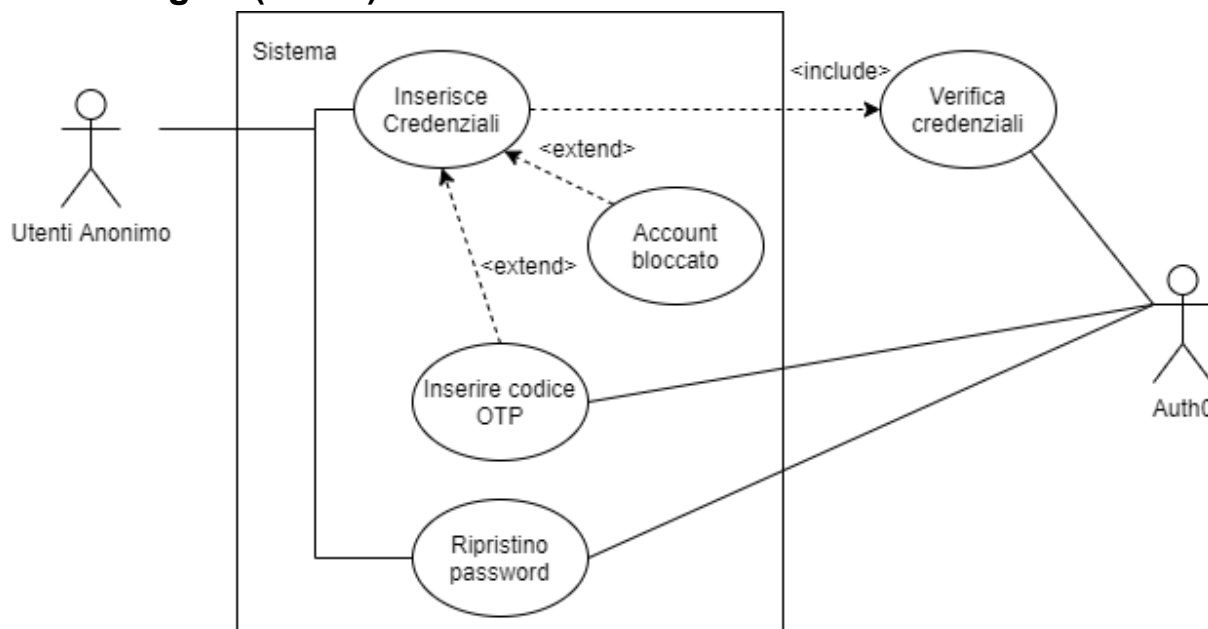 Sistema
Inserisce
Credenziali
<include>
Verifica
credenziali
<extend>
Utenti Anonimo
Account
bloccato
<extend>
Inserire codice
OTP
Auth0
Ripristino
password